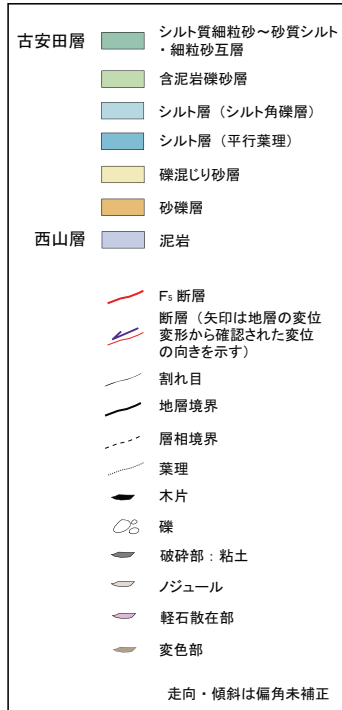 古安田層 シルト質細粒砂～砂質シルト
・細粒砂互層
含泥岩礫砂層
シルト層（シルト角礫層）
シルト層（平行葉理）
礫混じり砂層
砂礫層
西山層 泥岩
F5 断層
断層（矢印は地層の変位
変形から確認された変位
の向きを示す）
割れ目
地層境界
層相境界
葉理
木片
礫
破砕部：粘土
ノジュール
軽石散在部
変色部
走向・傾斜は偏角未補正